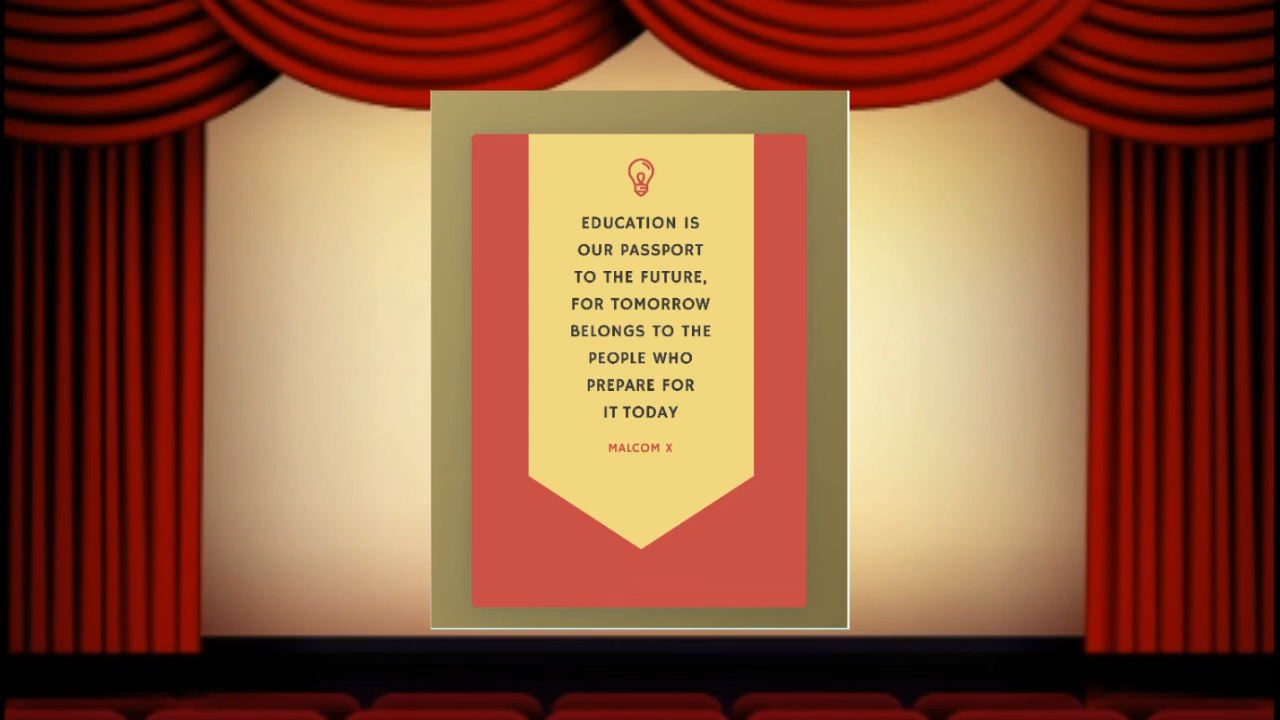 EDUCATION IS
OUR PASSPORT
TO THE FUTURE,
FOR TOMORROW
BELONGS TO THE
PEOPLE WHO
PREPARE FOR
IT TODAY
MALCOM X